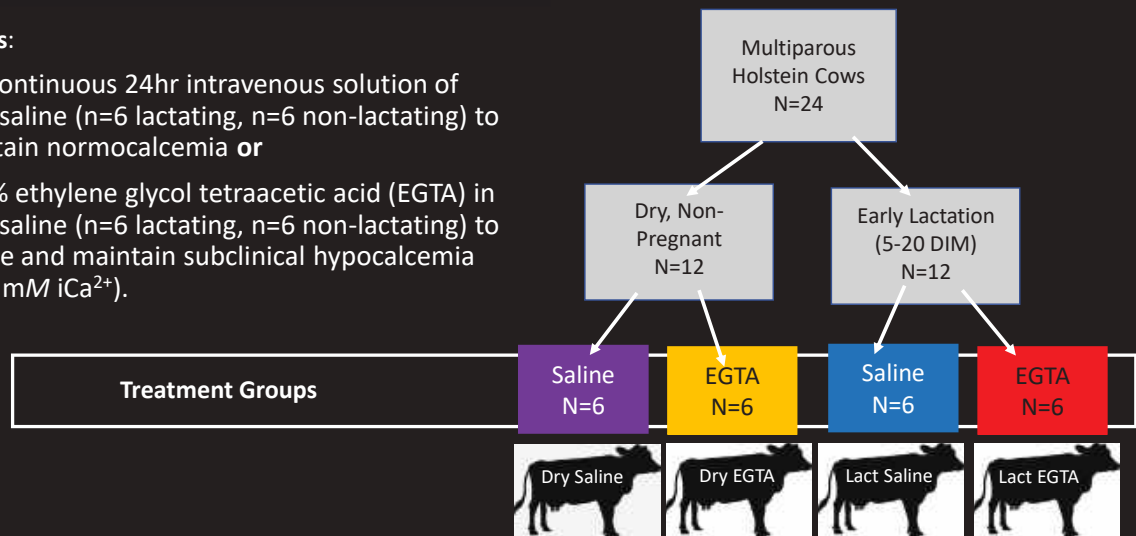 s:
ontinuous 24hr intravenous solution of
saline (n=6 lactating, n=6 non-lactating) to
tain normocalcemia or
% ethylene glycol tetraacetic acid (EGTA) in
saline (n=6 lactating, n=6 non-lactating) to
e and maintain subclinical hypocalcemia
mM iCa²⁺).
Multiparous
Holstein Cows
N=24
Dry, Non-
Pregnant
N=12
Early Lactation
(5-20 DIM)
N=12
Treatment Groups
Saline
N=6
EGTA
N=6
Saline
N=6
EGTA
N=6
Dry Saline
Dry EGTA
Lact Saline
Lact EGTA